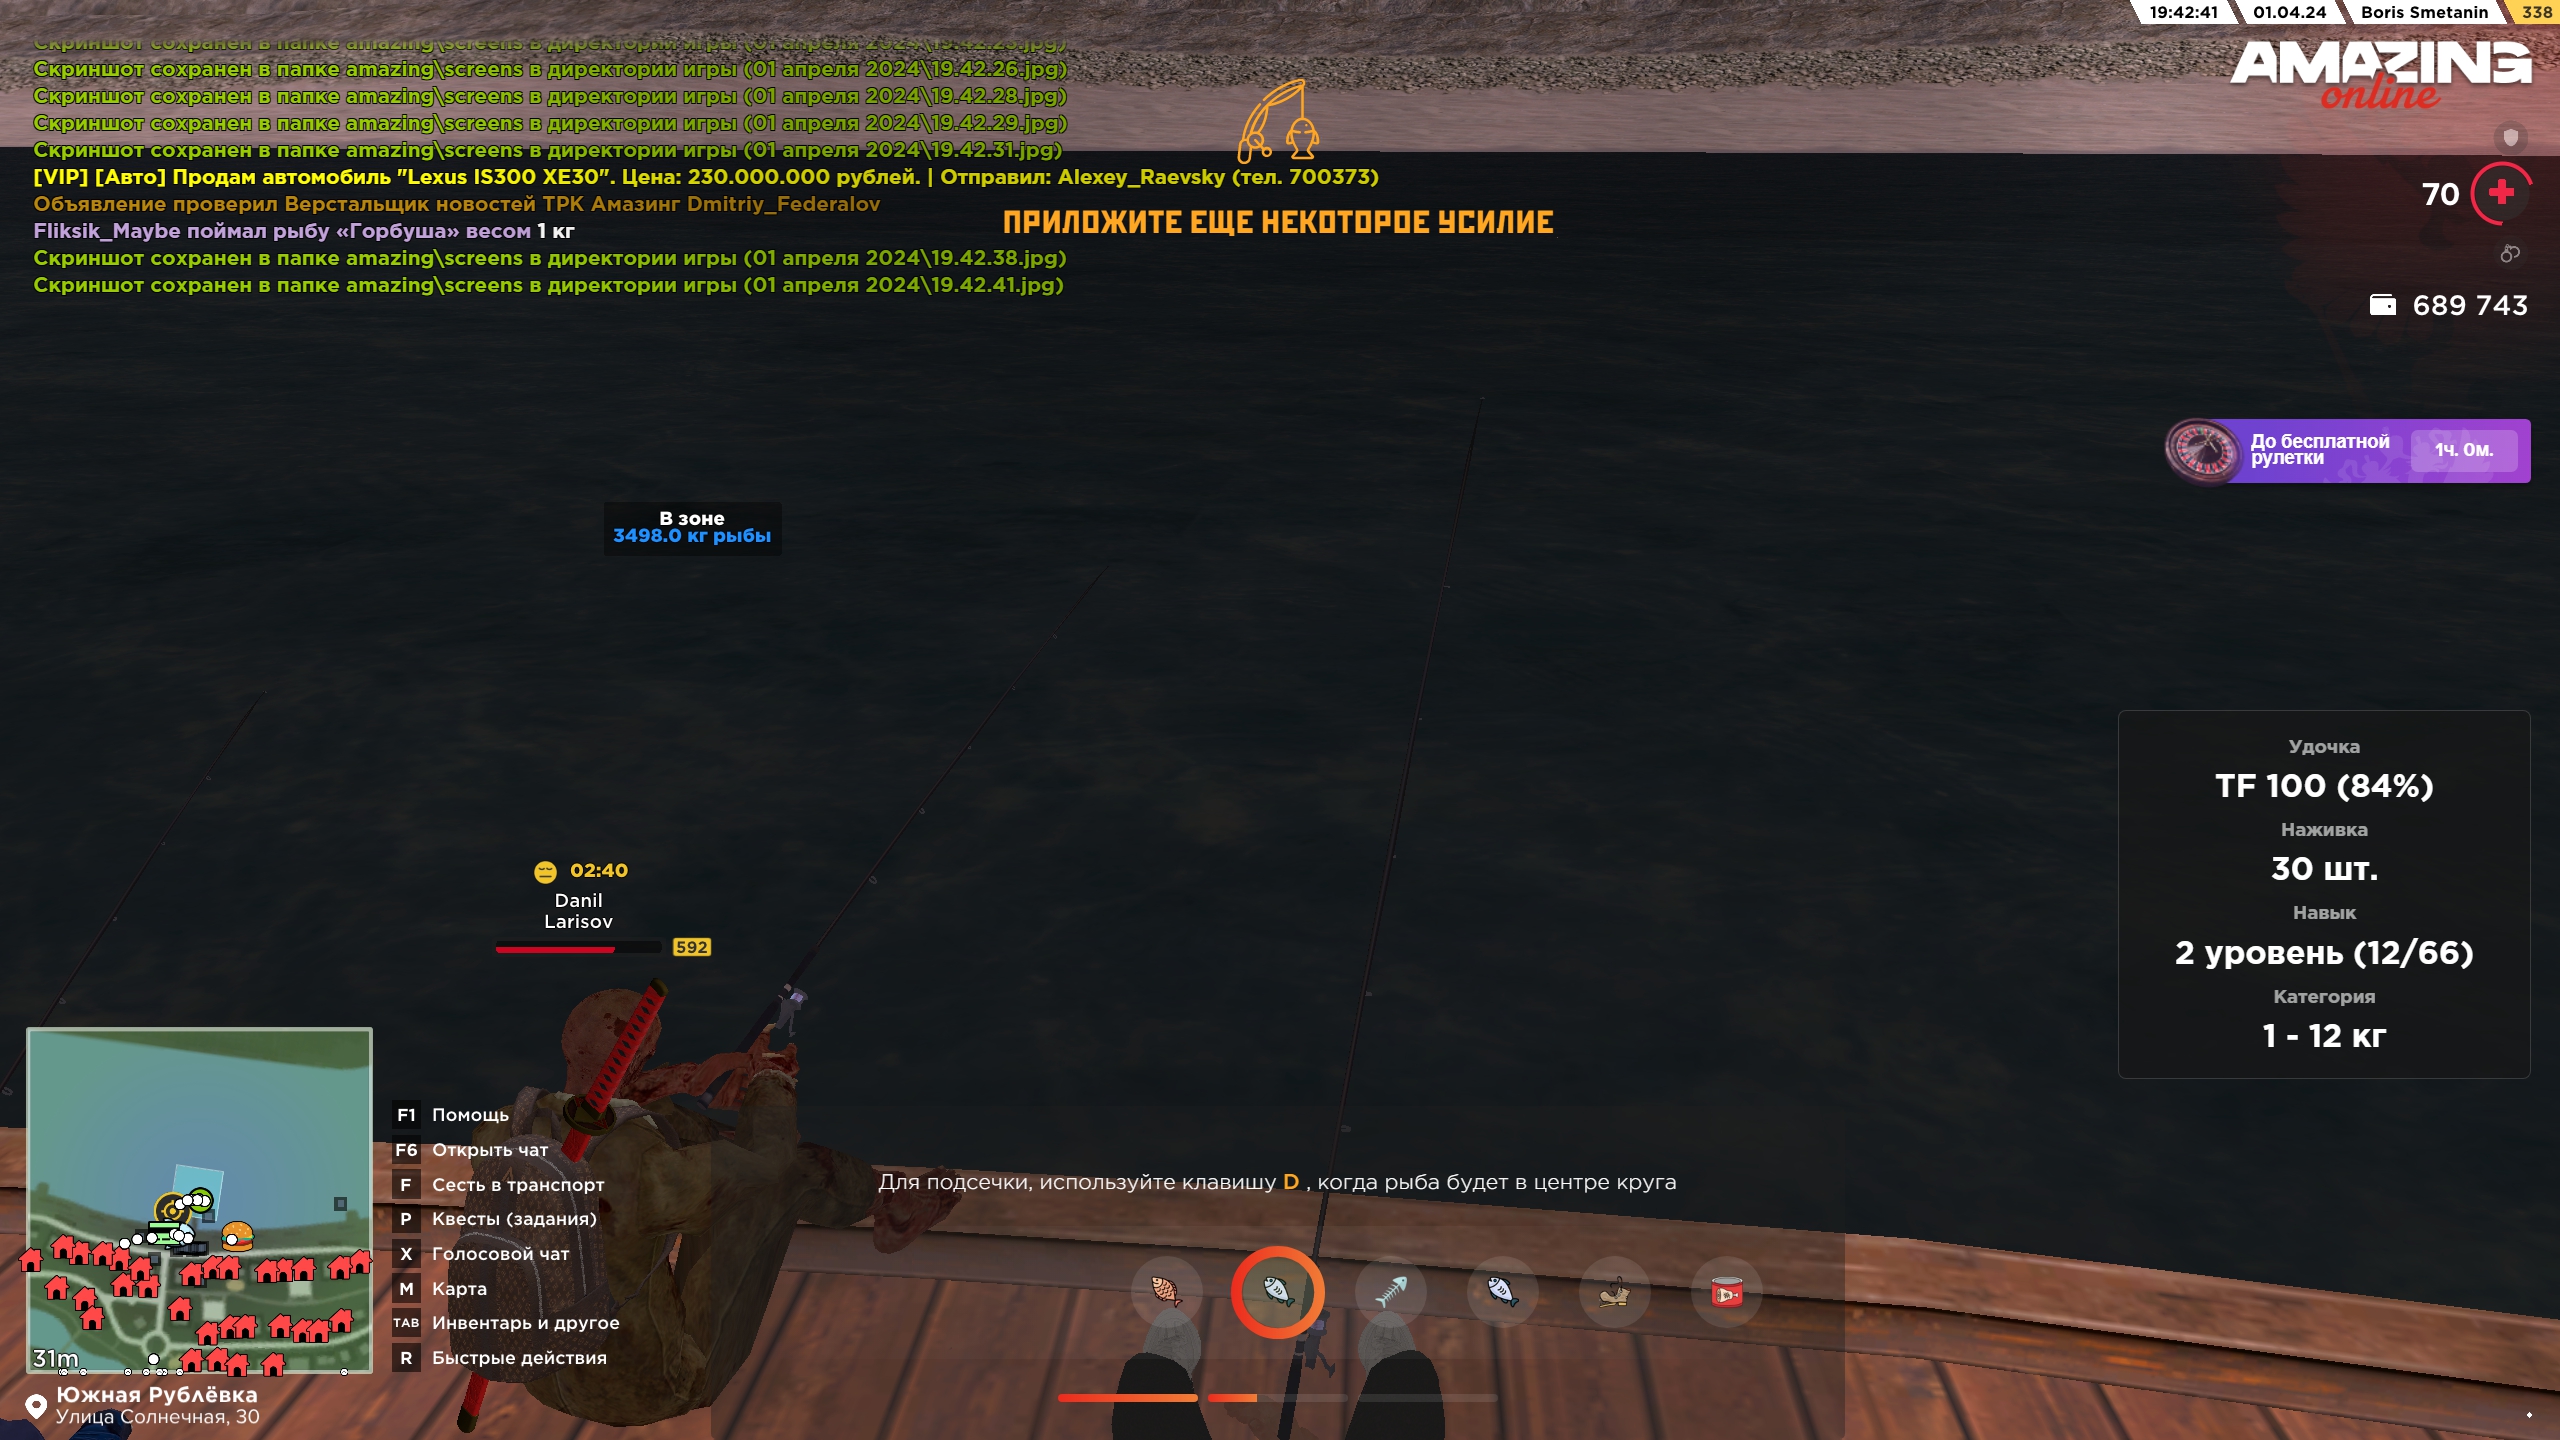 19:42:41 01.04.24 Boris Smetanin 338
AMAZING
online
Скриншот сохранен в папке amazing\screens в директории игры (01 апреля 2024\19.42.26.jpg)
Скриншот сохранен в папке amazing\screens в директории игры (01 апреля 2024\19.42.28.jpg)
Скриншот сохранен в папке amazing\screens в директории игры (01 апреля 2024\19.42.29.jpg)
Скриншот сохранен в папке amazing\screens в директории игры (01 апреля 2024\19.42.31.jpg)
[VIP] [Авто] Продам автомобиль "Lexus IS300 XE30". Цена: 230.000.000 рублей. | Отправил: Alexey_Raevsky (тел. 700373)
Объявление проверил Верстальщик новостей ТРК Амазинг Dmitriy_Federalov
Fliksik_Maybe поймал рыбу «Горбуша» весом 1 кг
Скриншот сохранен в папке amazing\screens в директории игры (01 апреля 2024\19.42.38.jpg)
Скриншот сохранен в папке amazing\screens в директории игры (01 апреля 2024\19.42.41.jpg)
ПРИЛОЖИТЕ ЕЩЕ НЕКОТОРОЕ УСИЛИЕ
70
689 743
До бесплатной
рулетки
1ч. 0м.
В зоне
3498.0 кг рыбы
Удочка
TF 100 (84%)
Наживка
30 шт.
Навык
2 уровень (12/66)
Категория
1 - 12 кг
02:40
Danil
Larisov
592
F1 Помощь
F6 Открыть чат
F Сесть в транспорт
P Квесты (задания)
X Голосовой чат
M Карта
TAB Инвентарь и другое
R Быстрые действия
Для подсечки, используйте клавишу D , когда рыба будет в центре круга
31m
Южная Рублёвка
Улица Солнечная, 30